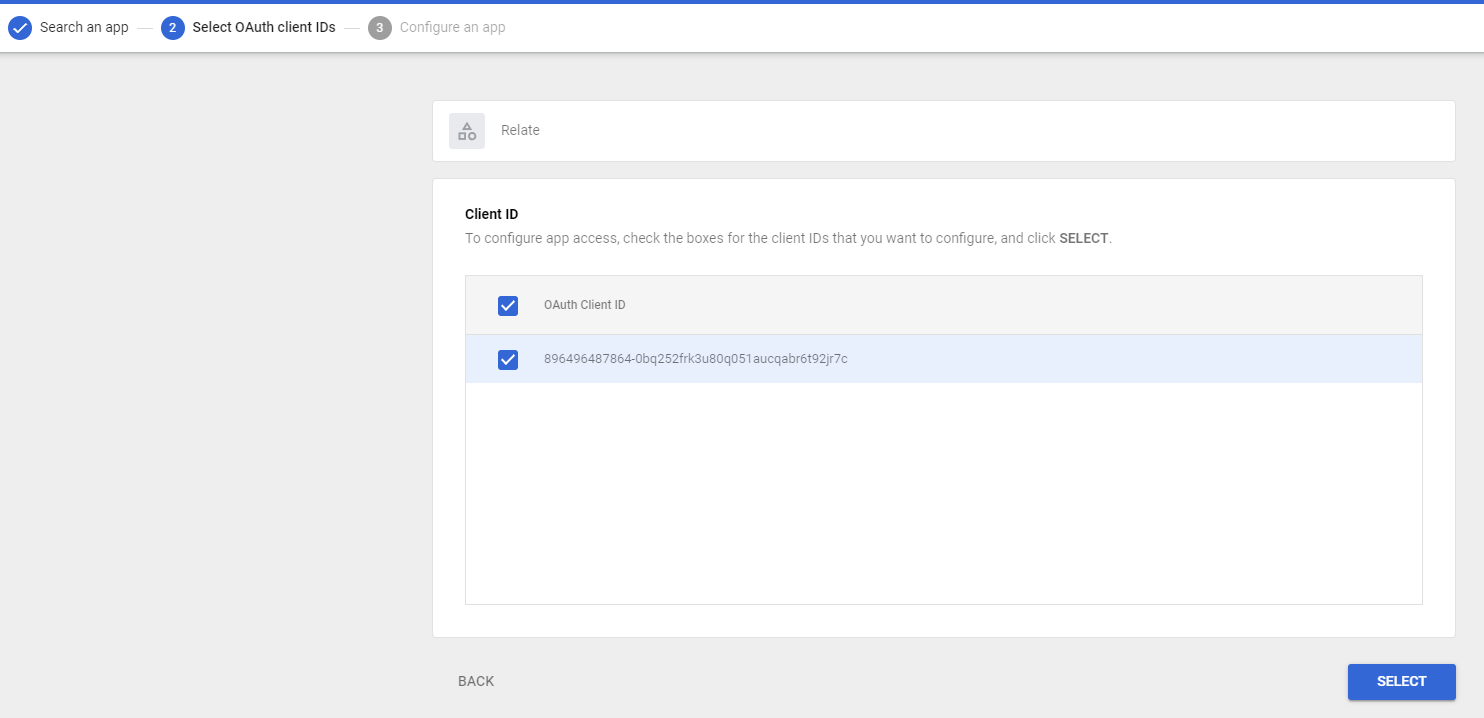 Search an app 2 Select OAuth client IDs 3 Configure an app
Relate
Client ID
To configure app access, check the boxes for the client IDs that you want to configure, and click SELECT.
OAuth Client ID
896496487864-0bq252frk3u80q051aucqabr6t92jr7c
BACK SELECT